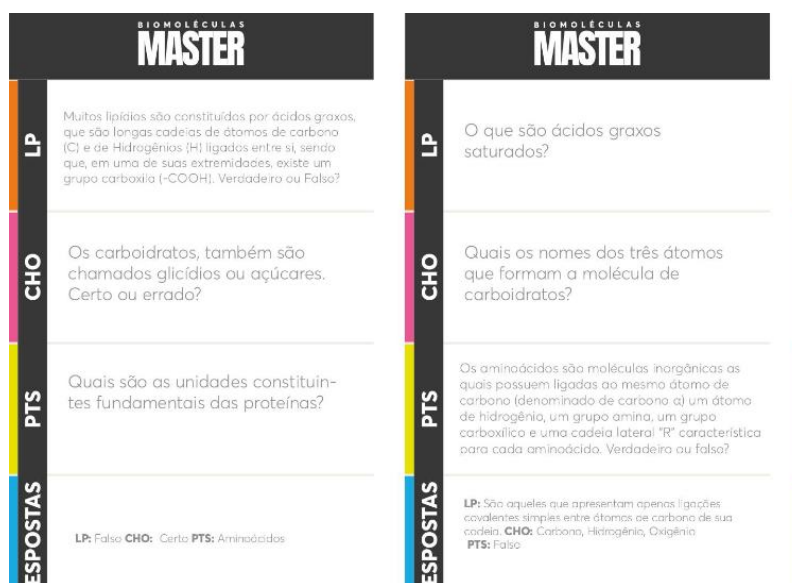 BIOMOLÉCULAS
MASTER
LP
Muitos lipídios são constituídos por ácidos graxos,
que são longas cadeias de átomos de carbono
(C) e de Hidrogênios (H) ligados entre si, sendo
que, em uma de suas extremidades, existe um
grupo carboxila (-COOH). Verdadeiro ou Falso?
CHO
Os carboidratos, também são
chamados glicídios ou açúcares.
Certo ou errado?
PTS
Quais são as unidades constituin-
tes fundamentais das proteínas?
ESPOSTAS
LP: Falso CHO: Certo PTS: Aminoácidos
BIOMOLÉCULAS
MASTER
LP
O que são ácidos graxos
saturados?
CHO
Quais os nomes dos três átomos
que formam a molécula de
carboidratos?
PTS
Os aminoácidos são moléculas inorgânicas as
quais possuem ligadas ao mesmo átomo de
carbono (denominado de carbono α) um átomo
de hidrogênio, um grupo amina, um grupo
carboxílico e uma cadeia lateral "R" característica
para cada aminoácido. Verdadeiro ou falso?
ESPOSTAS
LP: São aqueles que apresentam apenas ligações
covalentes simples entre átomos de carbono de sua
cadeia. CHO: Carbono, Hidrogênio, Oxigênio
PTS: Falso